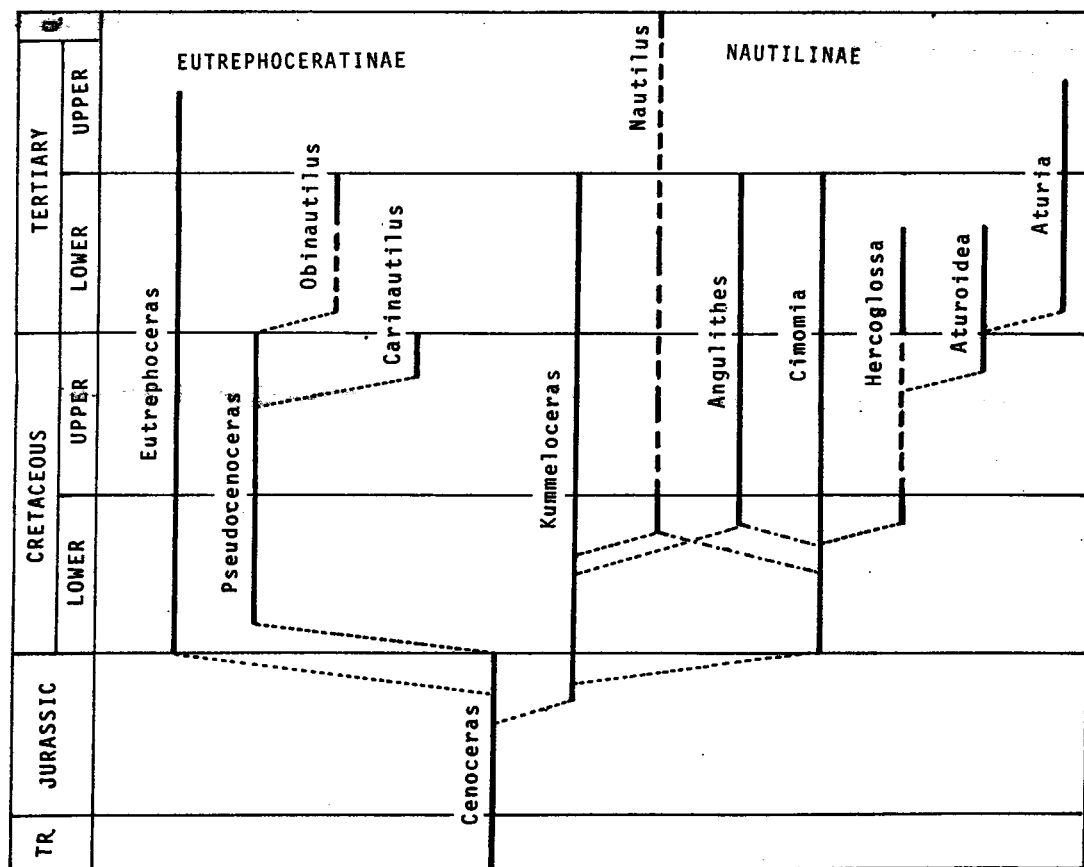 Q
TERTIARY
UPPER
LOWER
CRETACEOUS
UPPER
LOWER
JURASSIC
TR
EUTREPHOCERATINAE
NAUTILINAE
Eutrephoceras
Pseudocenoceras
Obinautilus
Carinautilus
Cenoceras
Kummeloceras
Nautilus
Angulithes
Cimomia
Hercoglossa
Aturoidea
Aturia